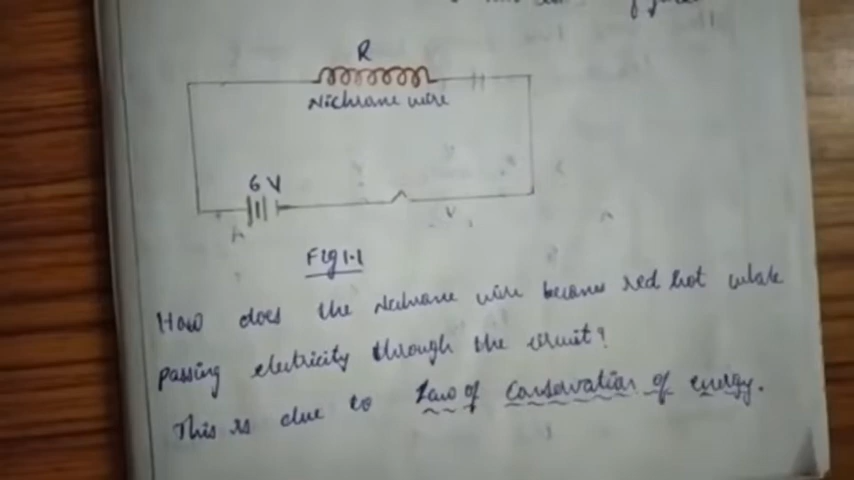 R
Nichrome wire
6 V
Fig 1.1
How does the Nichrome wire becomes red hot while
passing electricity through the circuit?
This is due to Law of Conservation of energy.